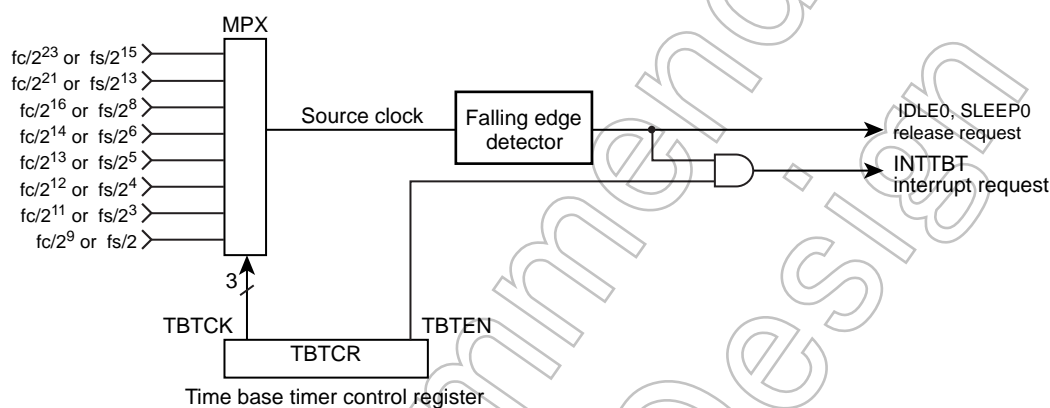 MPX
fc/2^23 or fs/2^15
fc/2^21 or fs/2^13
fc/2^16 or fs/2^8
fc/2^14 or fs/2^6
fc/2^13 or fs/2^5
fc/2^12 or fs/2^4
fc/2^11 or fs/2^3
fc/2^9 or fs/2
Source clock
Falling edge
detector
IDLE0, SLEEP0
release request
INTTBT
interrupt request
3
TBTCK
TBTEN
TBTCR
Time base timer control register
Design